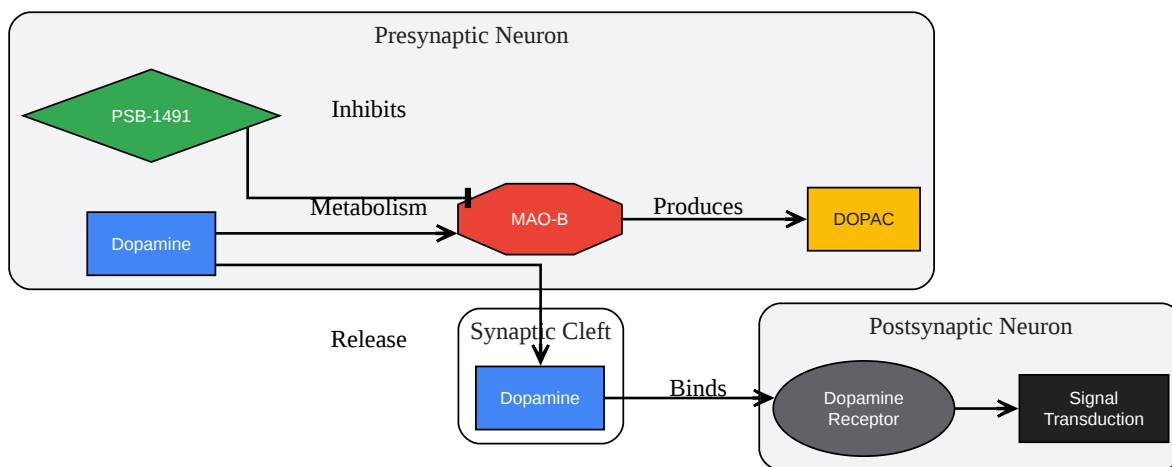 Presynaptic Neuron
PSB-1491
Inhibits
Metabolism
MAO-B
Produces
DOPAC
Dopamine
Release
Synaptic Cleft
Dopamine
Binds
Postsynaptic Neuron
Dopamine
Receptor
Signal
Transduction